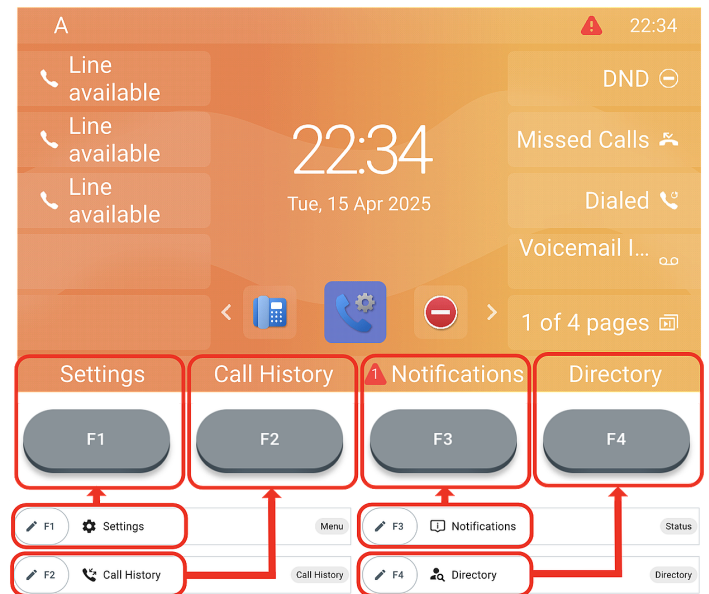 A
22:34
Line
available
DND
Line
available
Missed Calls
Line
available
Dialed
Voicemail I...
1 of 4 pages
22:34
Tue, 15 Apr 2025
Settings
Call History
1 Notifications
Directory
F1
F2
F3
F4
F1 Settings Menu
F3 Notifications Status
F2 Call History Call History
F4 Directory Directory